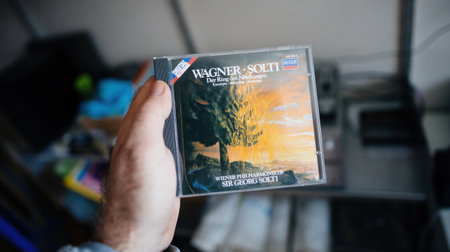 WAGNER · SOLTI
Der Ring des Nibelungen
DECCA
WIENER PHILHARMONIKER
SIR GEORG SOLTI